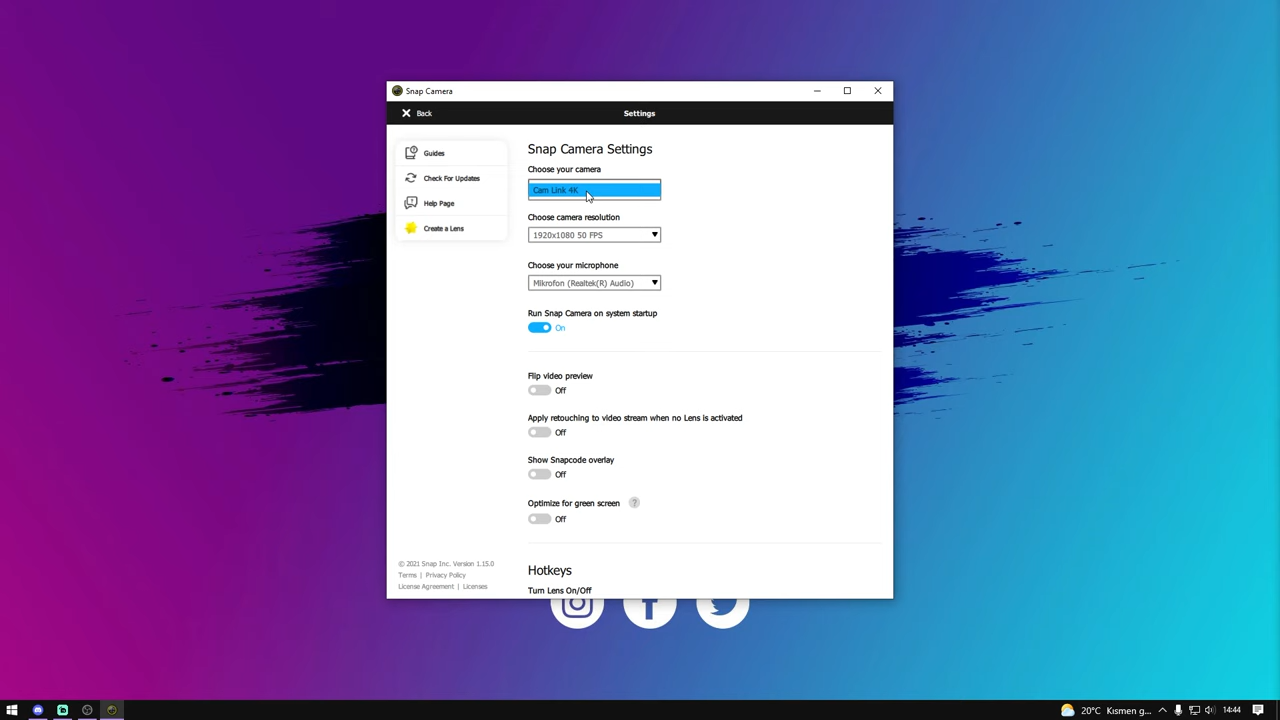 Snap Camera
Back
Settings
Guides
Check For Updates
Help Page
Create a Lens
Snap Camera Settings
Choose your camera
Cam Link 4K
Choose camera resolution
1920x1080 50 FPS
Choose your microphone
Mikrofon (Realtek(R) Audio)
Run Snap Camera on system startup
On
Flip video preview
Off
Apply retouching to video stream when no Lens is activated
Off
Show Snapcode overlay
Off
Optimize for green screen ?
Off
Hotkeys
Turn Lens On/Off
© 2021 Snap Inc. Version 1.15.0
Terms | Privacy Policy
License Agreement | Licenses
20°C Kısmen g... 14:44